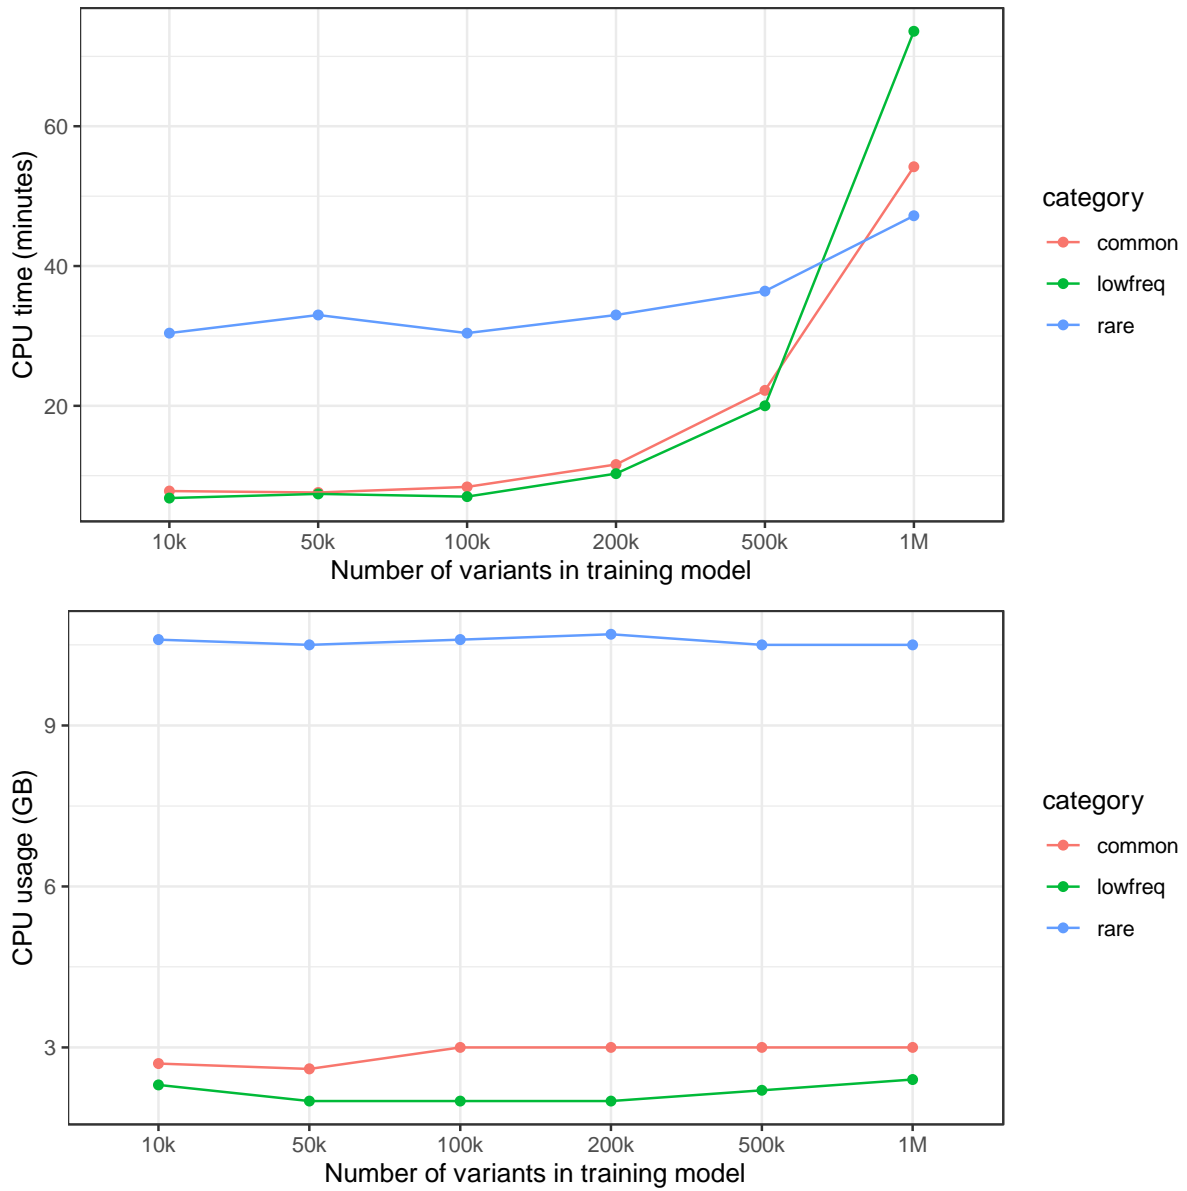 60
40
20
CPU time (minutes)
10k 50k 100k 200k 500k 1M
Number of variants in training model
category
common
lowfreq
rare
9
6
3
CPU usage (GB)
10k 50k 100k 200k 500k 1M
Number of variants in training model
category
common
lowfreq
rare